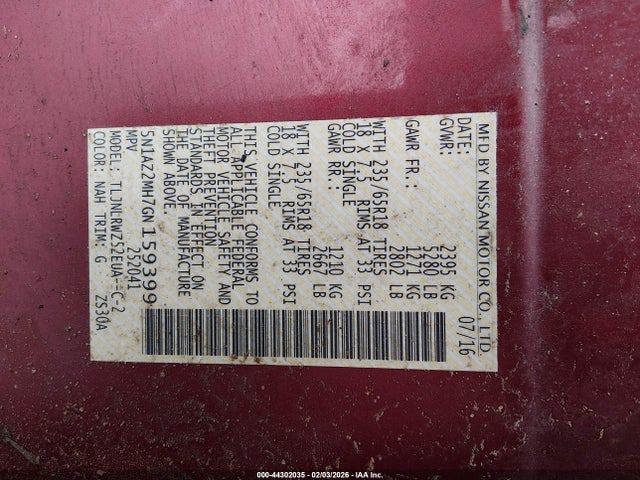 MFD BY NISSAN MOTOR CO., LTD.
DATE: 07/16
GVWR: 2395 KG
5280 LB
GAWR FR.: 1271 KG
2802 LB
WITH 235/65R18 TIRES
18 X 7.5 RIMS AT 33 PSI
COLD SINGLE
GAWR RR.: 1210 KG
2667 LB
WITH 235/65R18 TIRES
18 X 7.5 RIMS AT 33 PSI
COLD SINGLE
THIS VEHICLE CONFORMS TO
ALL APPLICABLE FEDERAL
MOTOR VEHICLE SAFETY AND
THEFT PREVENTION
STANDARDS IN EFFECT ON
THE DATE OF MANUFACTURE
SHOWN ABOVE.
5N1AZ2MH7GN159399
MPV 252041
MODEL: TLJNLRWZ52EUA--C-2
COLOR: NAH TRIM: G ZS30A
000-44302035 - 02/03/2026 - IAA Inc.